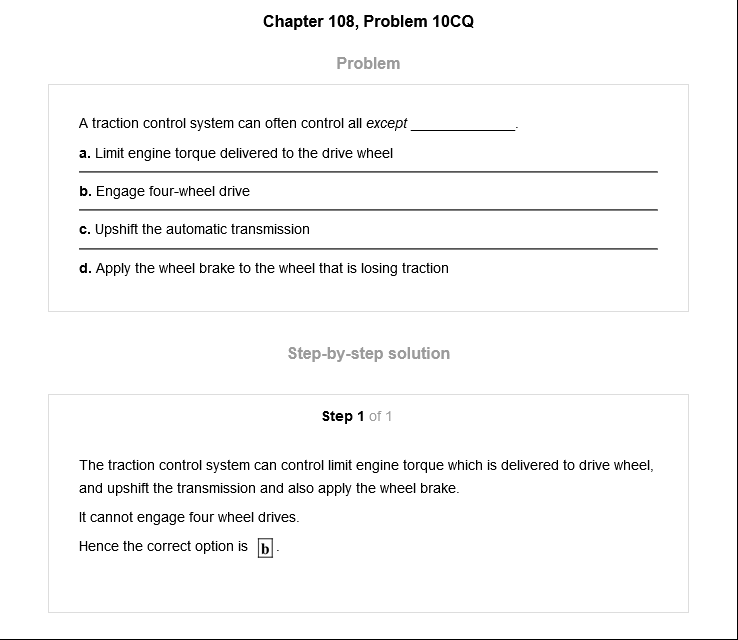 Chapter 108, Problem 10CQ
Problem
A traction control system can often control all except _____________.
a. Limit engine torque delivered to the drive wheel
b. Engage four-wheel drive
c. Upshift the automatic transmission
d. Apply the wheel brake to the wheel that is losing traction
Step-by-step solution
Step 1 of 1
The traction control system can control limit engine torque which is delivered to drive wheel,
and upshift the transmission and also apply the wheel brake.
It cannot engage four wheel drives.
Hence the correct option is b.